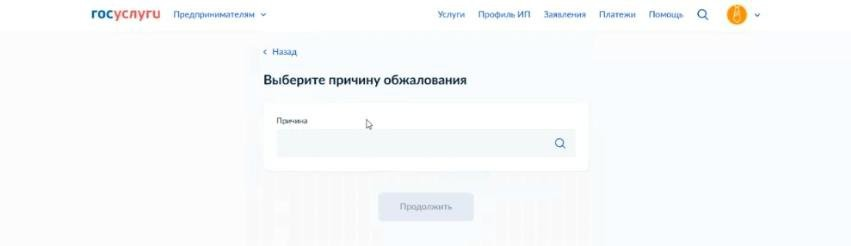 госуслуги Предпринимателям Услуги Профиль ИП Заявления Платежи Помощь
Назад
Выберите причину обжалования
Причина
Продолжить